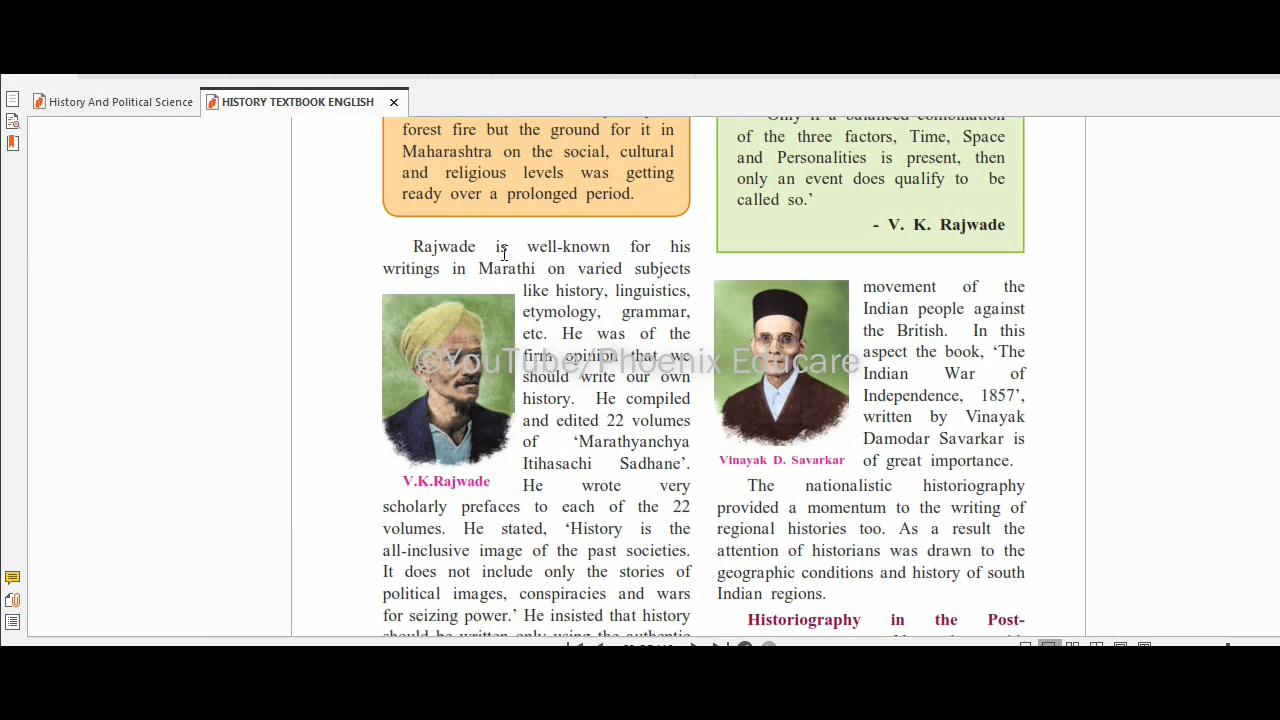 History And Political Science
HISTORY TEXTBOOK ENGLISH
forest fire but the ground for it in
Maharashtra on the social, cultural
and religious levels was getting
ready over a prolonged period.
Rajwade is well-known for his
writings in Marathi on varied subjects
like history, linguistics,
etymology, grammar,
etc. He was of the
firm opinion that we
should write our own
history. He compiled
and edited 22 volumes
of 'Marathyanchya
Itihasachi Sadhane'.
He wrote very
V.K.Rajwade
scholarly prefaces to each of the 22
volumes. He stated, 'History is the
all-inclusive image of the past societies.
It does not include only the stories of
political images, conspiracies and wars
for seizing power.' He insisted that history
should be written only using the authentic
of the three factors, Time, Space
and Personalities is present, then
only an event does qualify to be
called so.'
- V. K. Rajwade
movement of the
Indian people against
the British. In this
aspect the book, 'The
Indian War of
Independence, 1857',
written by Vinayak
Damodar Savarkar is
of great importance.
Vinayak D. Savarkar
The nationalistic historiography
provided a momentum to the writing of
regional histories too. As a result the
attention of historians was drawn to the
geographic conditions and history of south
Indian regions.
Historiography in the Post-
©YouTube/Phoenix Educare